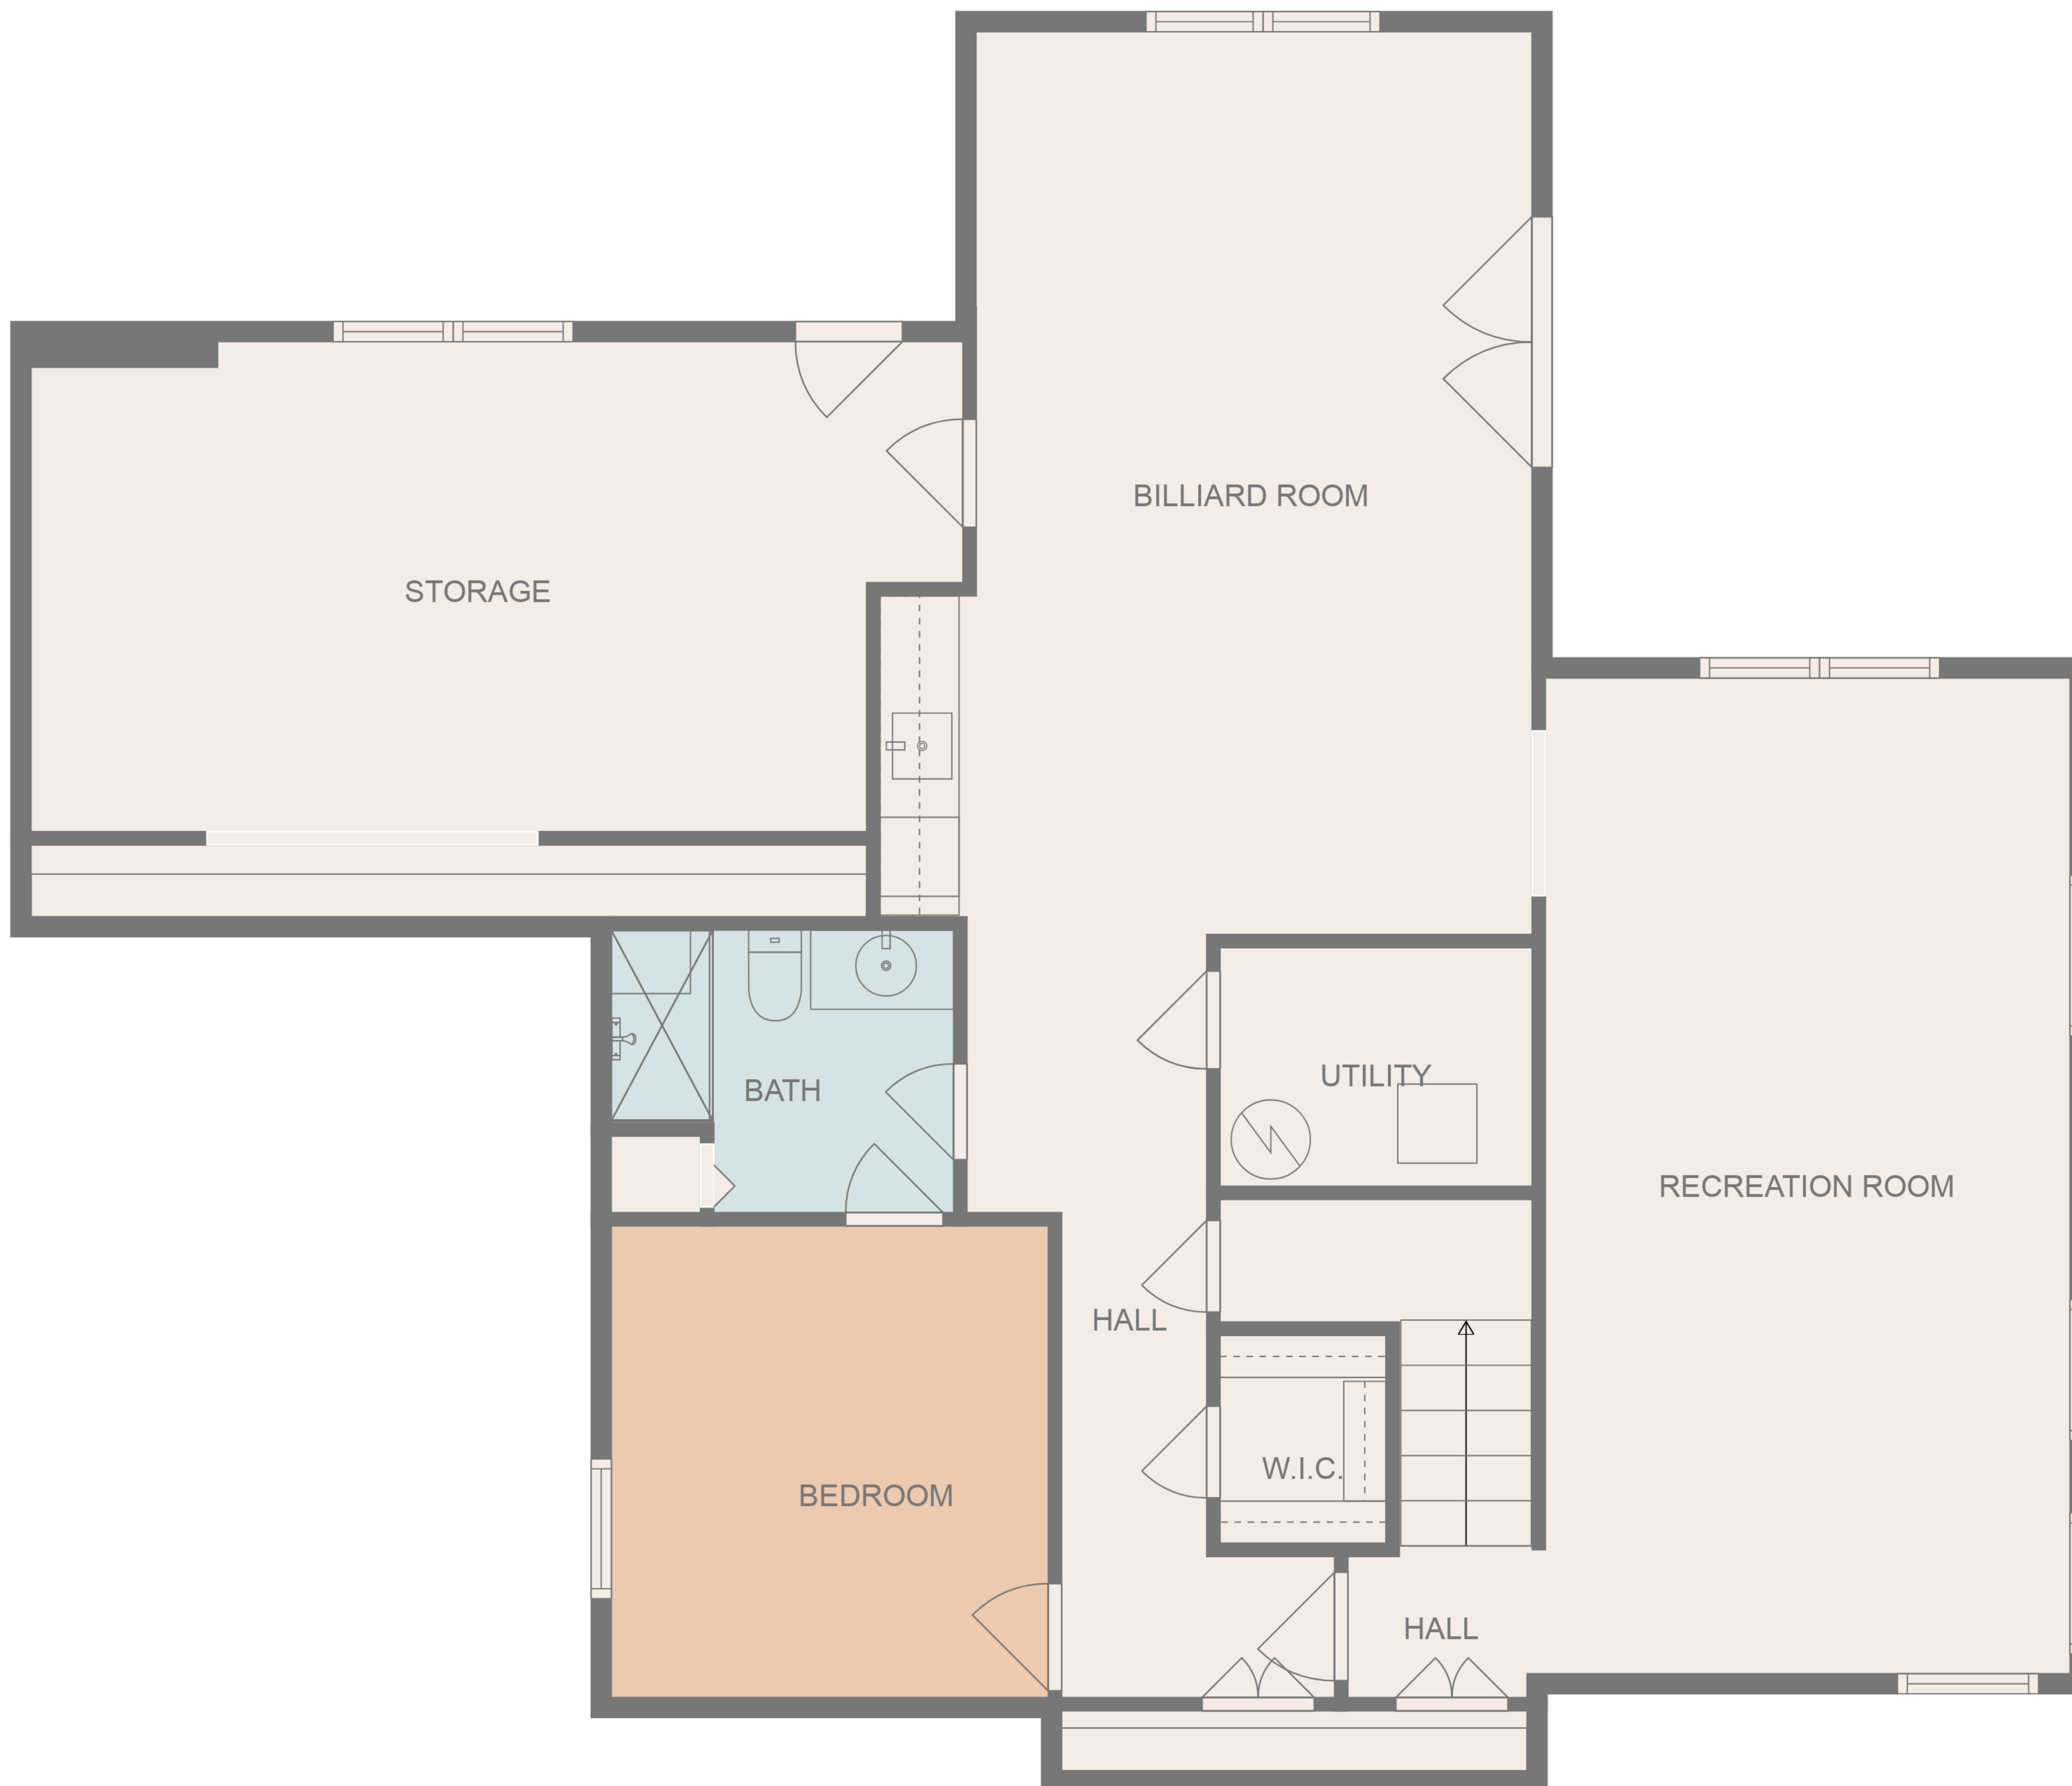 BILLIARD ROOM
STORAGE
UTILITY
BATH
RECREATION ROOM
HALL
W.I.C.
BEDROOM
HALL